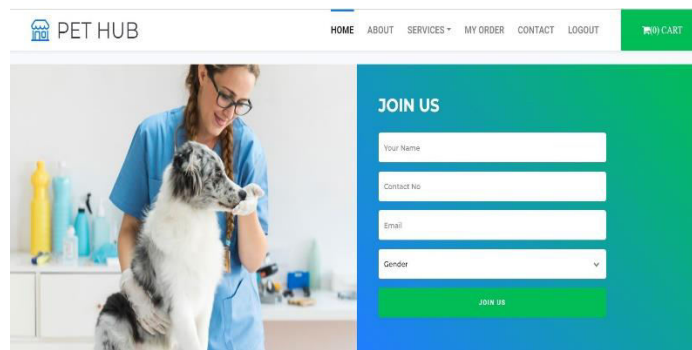 PET HUB
HOME ABOUT SERVICES MY ORDER CONTACT LOGOUT (0) CART
JOIN US
Your Name
Contact No
Email
Gender
JOIN US